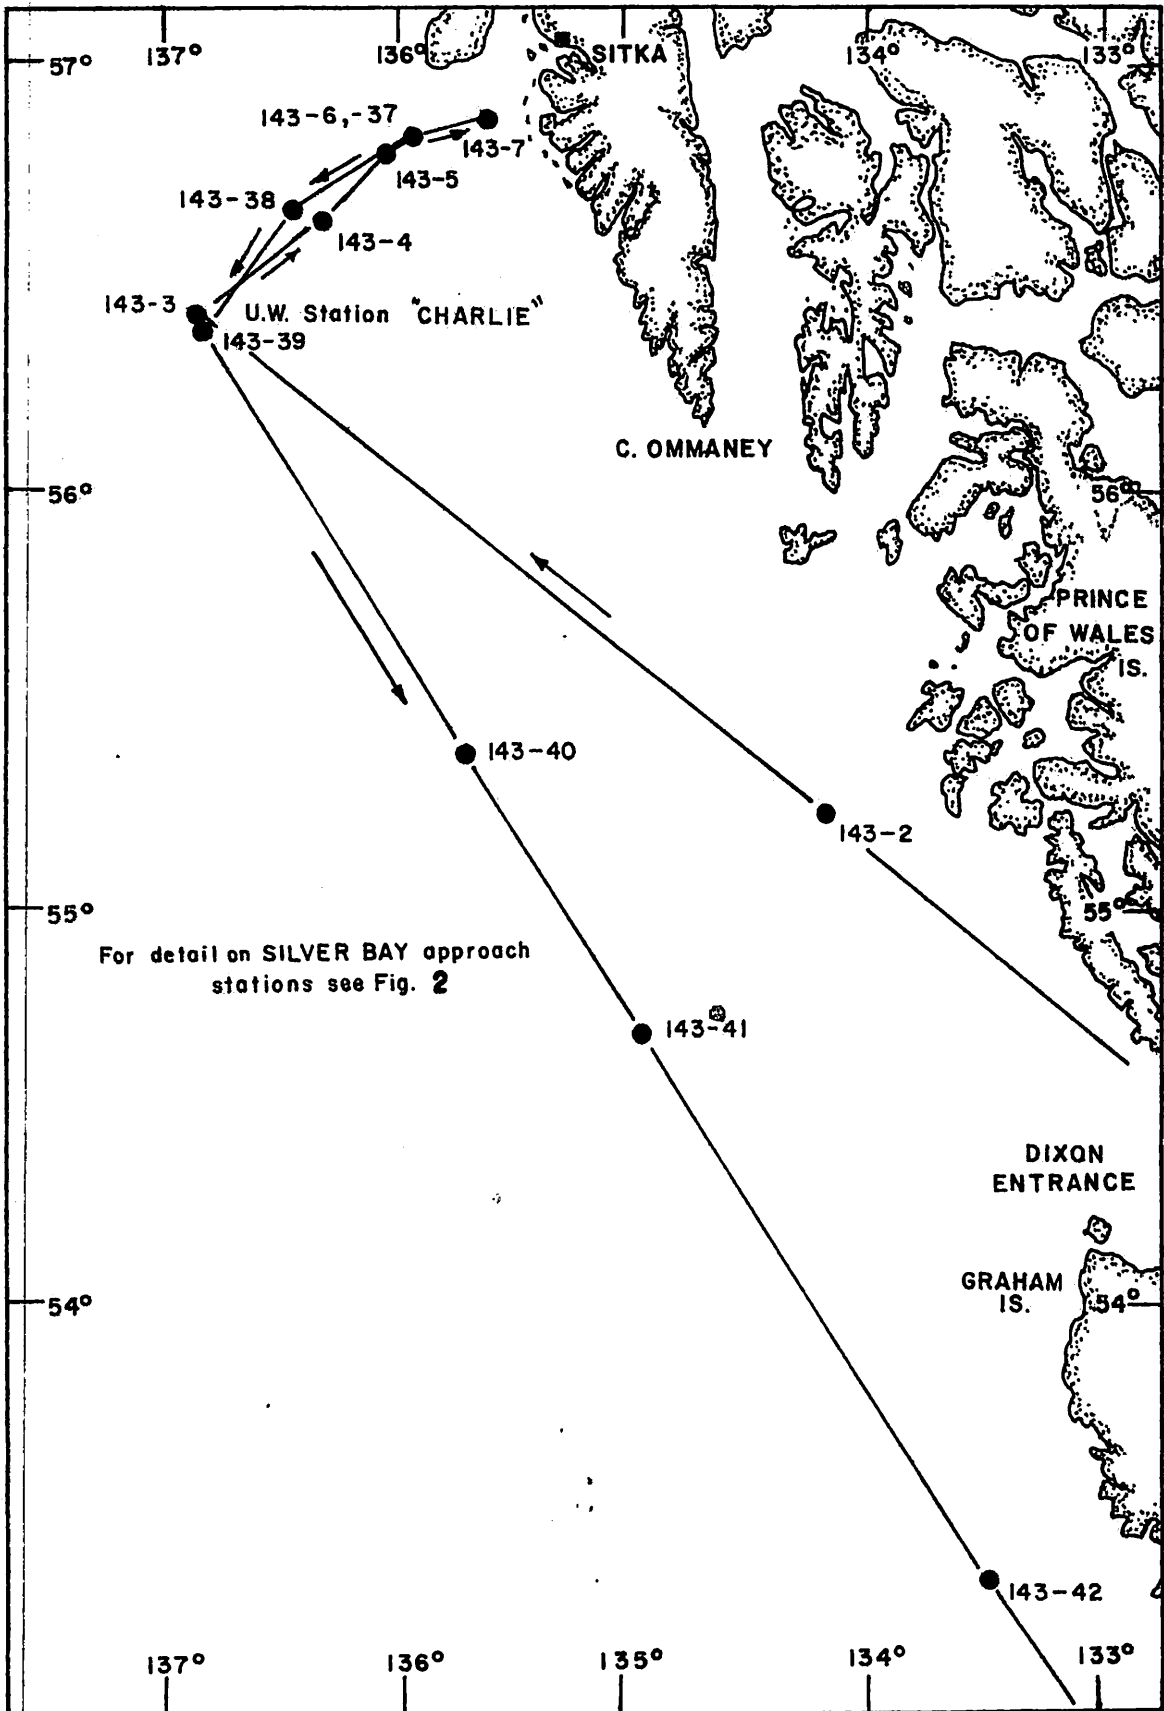 137° 136° 134° 133°
57°
SITKA
143-6,-37
143-7
143-5
143-38
143-4
143-3
U.W. Station "CHARLIE"
143-39
C. OMMANEY
56° 56°
PRINCE
OF WALES
IS.
143-40
143-2
55° 55°
For detail on SILVER BAY approach
stations see Fig. 2
143-41
DIXON
ENTRANCE
GRAHAM
IS.
54° 54°
143-42
137° 136° 135° 134° 133°